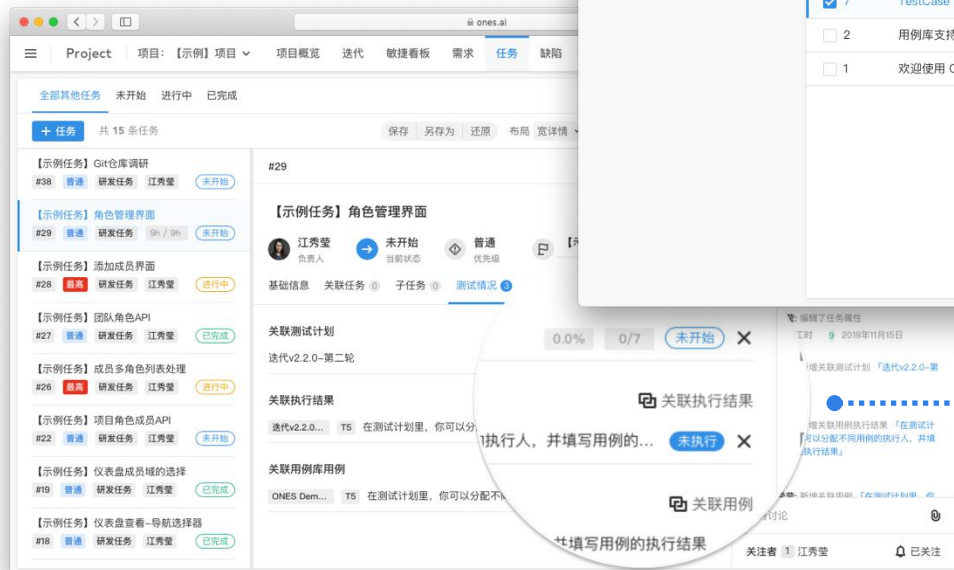 ones.ai
Project 项目：【示例】项目 项目概览 迭代 敏捷看板 需求 任务 缺陷
全部其他任务 未开始 进行中 已完成
+ 任务 共 15 条任务 保存 另存为 还原 布局 宽详情
【示例任务】Git仓库调研
#38 普通 研发任务 江秀莹 未开始
【示例任务】角色管理界面
#29 普通 研发任务 9h / 9h 未开始
【示例任务】添加成员界面
#28 最高 研发任务 江秀莹 进行中
【示例任务】团队角色API
#27 普通 研发任务 江秀莹 已完成
【示例任务】成员多角色列表处理
#26 最高 研发任务 江秀莹 进行中
【示例任务】项目角色成员API
#22 普通 研发任务 江秀莹 未开始
【示例任务】仪表盘成员域的选择
#19 普通 研发任务 江秀莹 已完成
【示例任务】仪表盘查看–导航选择器
#18 普通 研发任务 江秀莹 已完成
#29
【示例任务】角色管理界面
江秀莹 未开始 普通
负责人 当前状态 优先级
基础信息 关联任务 0 子任务 0 测试情况 3
关联测试计划
迭代v2.2.0–第二轮
0.0% 0/7 未开始
关联执行结果
关联执行结果
迭代v2.2.0... T5 在测试计划里，你可以分
执行人，并填写用例的... 未执行
关联用例库用例
关联用例
ONES Dem... T5 在测试计划里，你可以分配不
并填写用例的执行结果
7 TestCase
2 用例库支持
1 欢迎使用
编辑了任务属性
工时 9 2018年11月15日
增关联测试计划 「迭代v2.2.0–第
增关联用例执行结果 「在测试计
可以分配不同用例的执行人，并填
执行结果」
新增关联用例 「在测试计划里，你
讨论
关注者 1 江秀莹 已关注